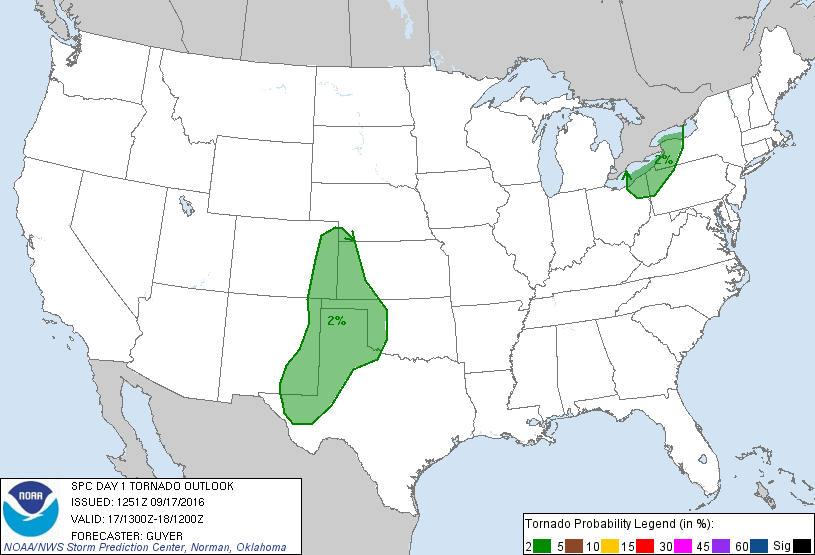 2%
2%
NOAA
SPC DAY 1 TORNADO OUTLOOK
ISSUED: 1251Z 09/17/2016
VALID: 17/1300Z-18/1200Z
FORECASTER: GUYER
NOAA/NWS Storm Prediction Center, Norman, Oklahoma
Tornado Probability Legend (in %):
2 5 10 15 30 45 60 Sig